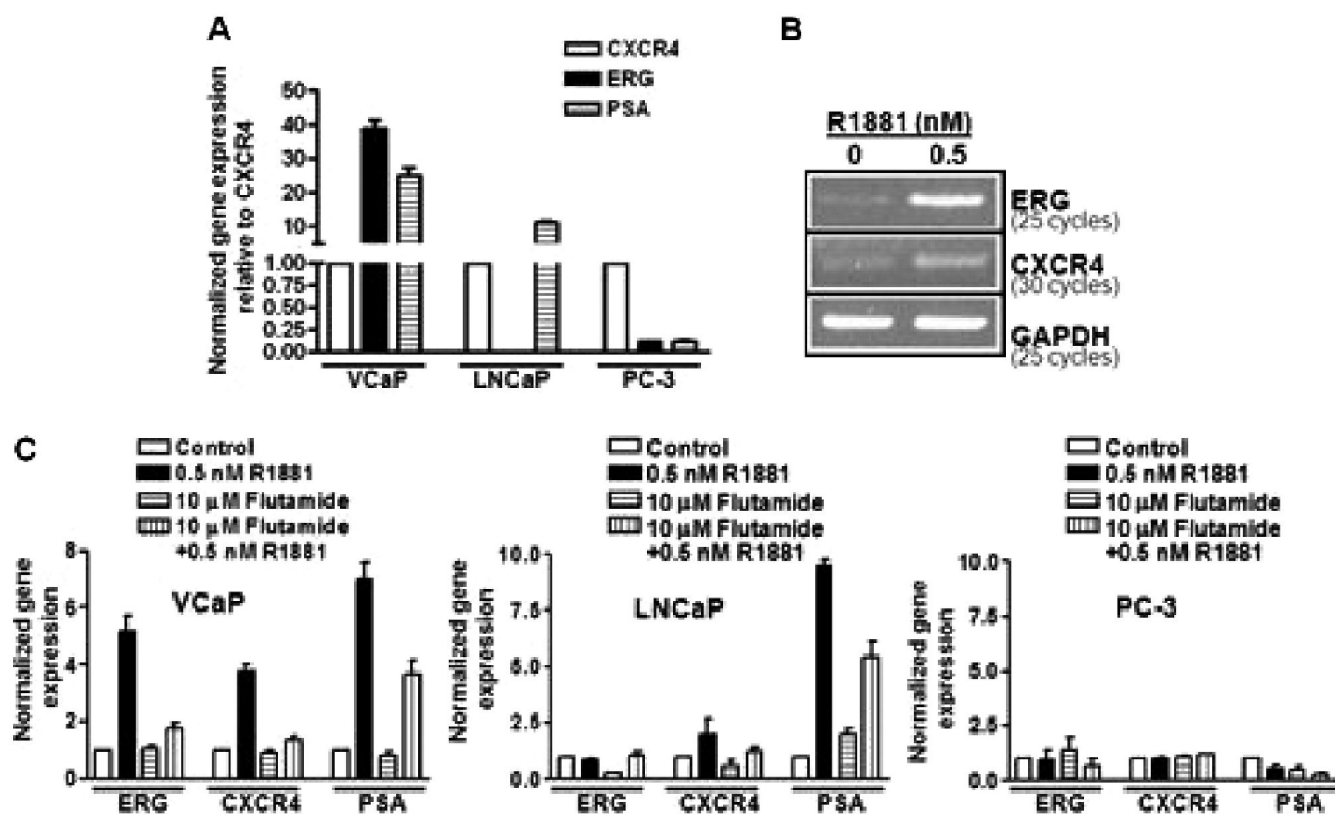 A
CXCR4
ERG
PSA
Normalized gene expression
relative to CXCR4
50
40
30
20
10
1.00
0.75
0.50
0.25
0.00
VCaP
LNCaP
PC-3
B
R1881 (nM)
0 0.5
ERG
(25 cycles)
CXCR4
(30 cycles)
GAPDH
(25 cycles)
C
Control
0.5 nM R1881
10 µM Flutamide
10 µM Flutamide
+0.5 nM R1881
Normalized gene
expression
8
6
4
2
0
VCaP
ERG CXCR4 PSA
Control
0.5 nM R1881
10 µM Flutamide
10 µM Flutamide
+0.5 nM R1881
Normalized gene
expression
10.0
7.5
5.0
2.5
0.0
LNCaP
ERG CXCR4 PSA
Control
0.5 nM R1881
10 µM Flutamide
10 µM Flutamide
+0.5 nM R1881
Normalized gene
expression
10.0
7.5
5.0
2.5
0.0
PC-3
ERG CXCR4 PSA